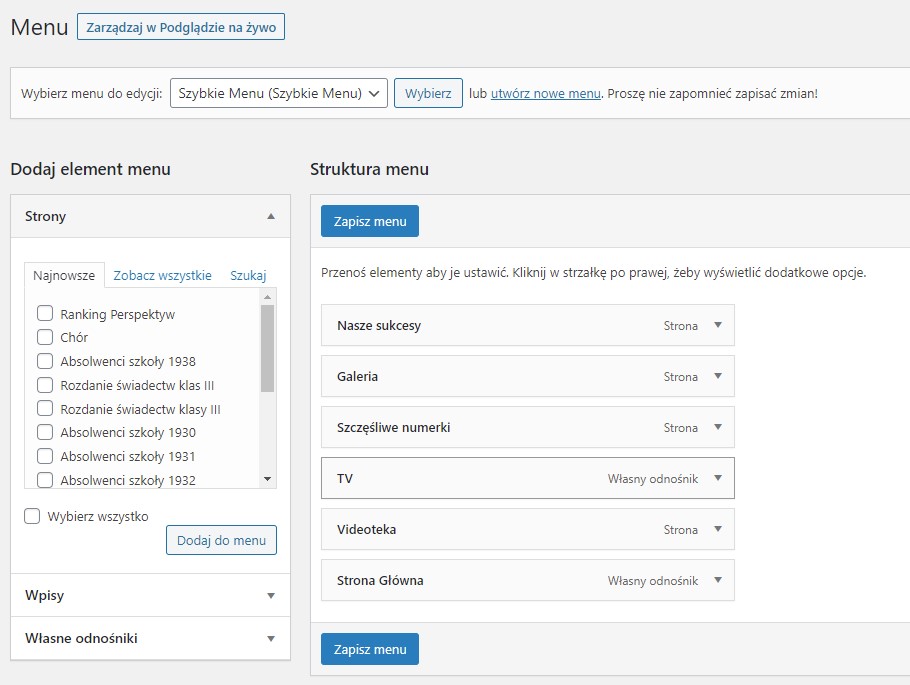 Menu Zarządzaj w Podglądzie na żywo
Wybierz menu do edycji: Szybkie Menu (Szybkie Menu) Wybierz lub utwórz nowe menu. Proszę nie zapomnieć zapisać zmian!
Dodaj element menu
Strony
Najnowsze Zobacz wszystkie Szukaj
Ranking Perspektyw
Chór
Absolwenci szkoły 1938
Rozdanie świadectw klas III
Rozdanie świadectw klasy III
Absolwenci szkoły 1930
Absolwenci szkoły 1931
Absolwenci szkoły 1932
Wybierz wszystko
Dodaj do menu
Wpisy
Własne odnośniki
Struktura menu
Zapisz menu
Przenoś elementy aby je ustawić. Kliknij w strzałkę po prawej, żeby wyświetlić dodatkowe opcje.
Nasze sukcesy Strona
Galeria Strona
Szczęśliwe numerki Strona
TV Własny odnośnik
Videoteka Strona
Strona Główna Własny odnośnik
Zapisz menu